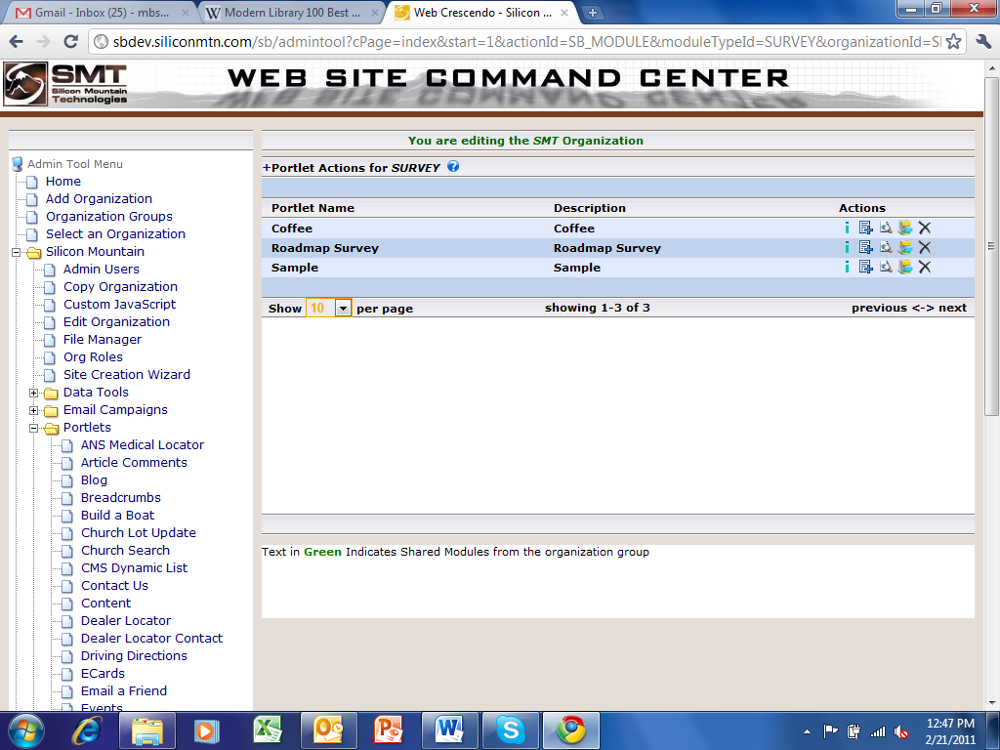 Gmail - Inbox (25) - mbs...
Modern Library 100 Best ...
Web Crescendo - Silicon ...
sbdev.siliconmtn.com/sb/admintool?cPage=index&start=1&actionId=SB_MODULE&moduleTypeId=SURVEY&organizationId=S
SMT
Silicon Mountain
Technologies
WEB SITE COMMAND CENTER
You are editing the SMT Organization
Admin Tool Menu
Home
Add Organization
Organization Groups
Select an Organization
Silicon Mountain
Admin Users
Copy Organization
Custom JavaScript
Edit Organization
File Manager
Org Roles
Site Creation Wizard
Data Tools
Email Campaigns
Portlets
ANS Medical Locator
Article Comments
Blog
Breadcrumbs
Build a Boat
Church Lot Update
Church Search
CMS Dynamic List
Contact Us
Content
Dealer Locator
Dealer Locator Contact
Driving Directions
ECards
Email a Friend
Events
+Portlet Actions for SURVEY
Portlet Name Description Actions
Coffee Coffee
Roadmap Survey Roadmap Survey
Sample Sample
Show 10 per page showing 1-3 of 3 previous <-> next
Text in Green Indicates Shared Modules from the organization group
12:47 PM
2/21/2011